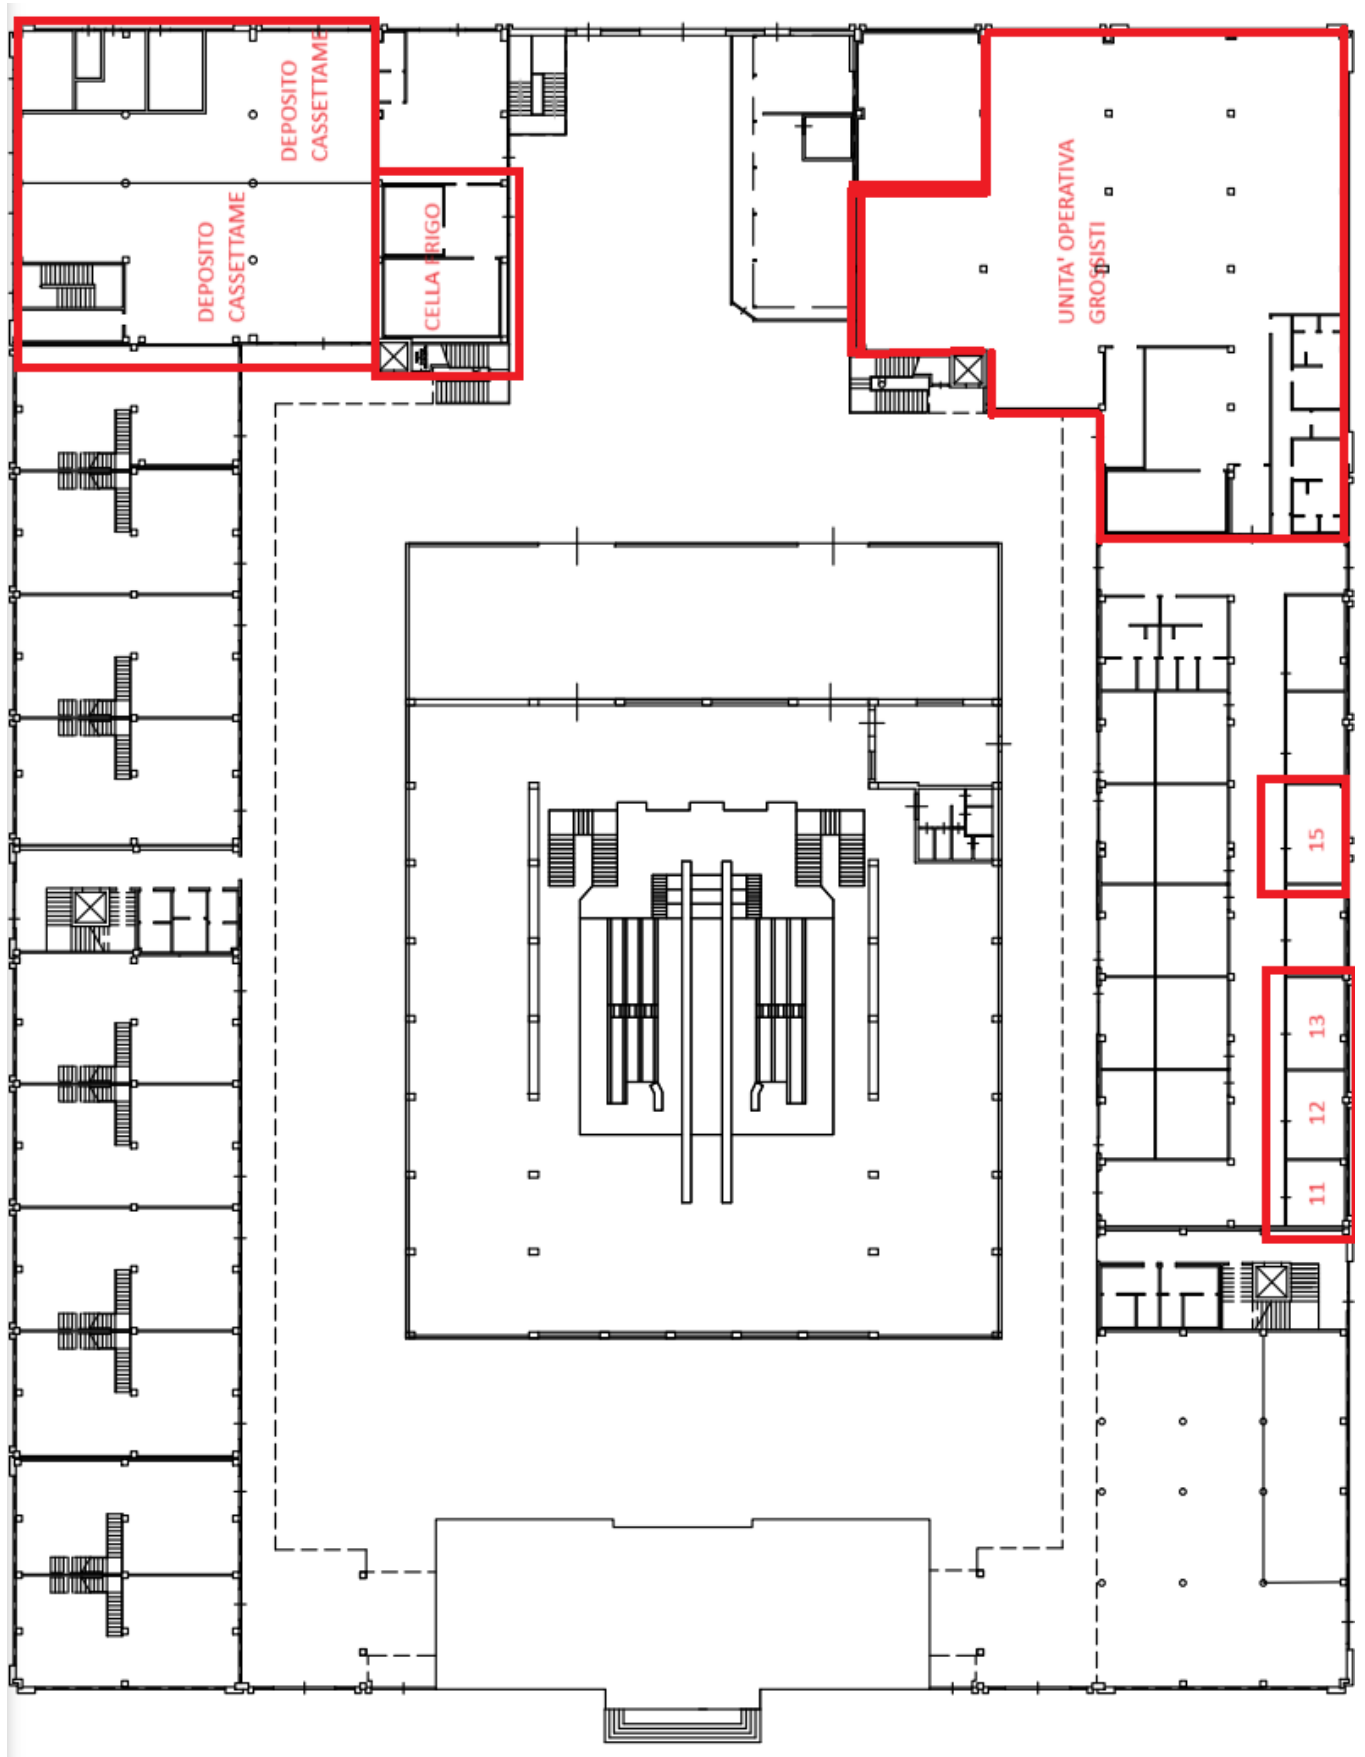 DEPOSITO
CASSETTAME
DEPOSITO
CASSETTAME
CELLA FRIGO
UNITA' OPERATIVA
GROSSISTI
15
13
12
11